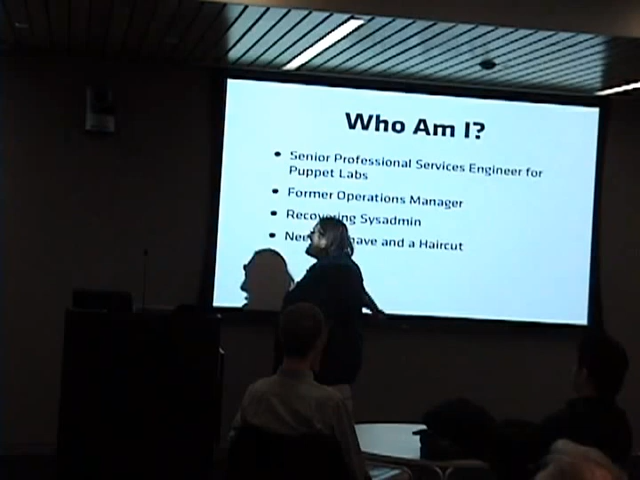 Who Am I?
• Senior Professional Services Engineer for
Puppet Labs
• Former Operations Manager
• Recovering Sysadmin
• and a Haircut